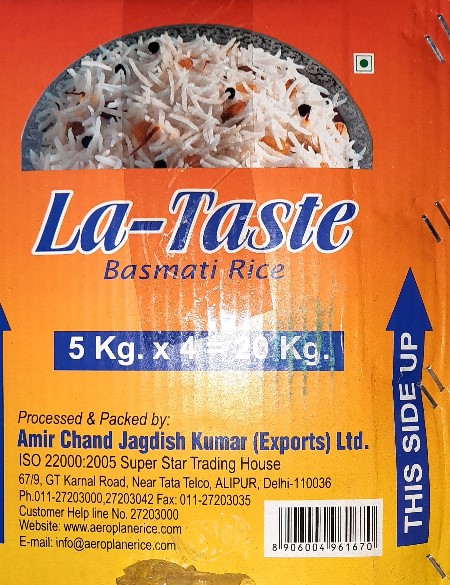 La-Taste
Basmati Rice
5 Kg. x 4 = 20 Kg.
Processed & Packed by:
Amir Chand Jagdish Kumar (Exports) Ltd.
ISO 22000:2005 Super Star Trading House
67/9, GT Karnal Road, Near Tata Telco, ALIPUR, Delhi-110036
Ph.011-27203000,27203042 Fax: 011-27203035
Customer Help line No. 27203000
Website: www.aeroplanerice.com
E-mail: info@aeroplanerice.com
8 906004 961670
THIS SIDE UP